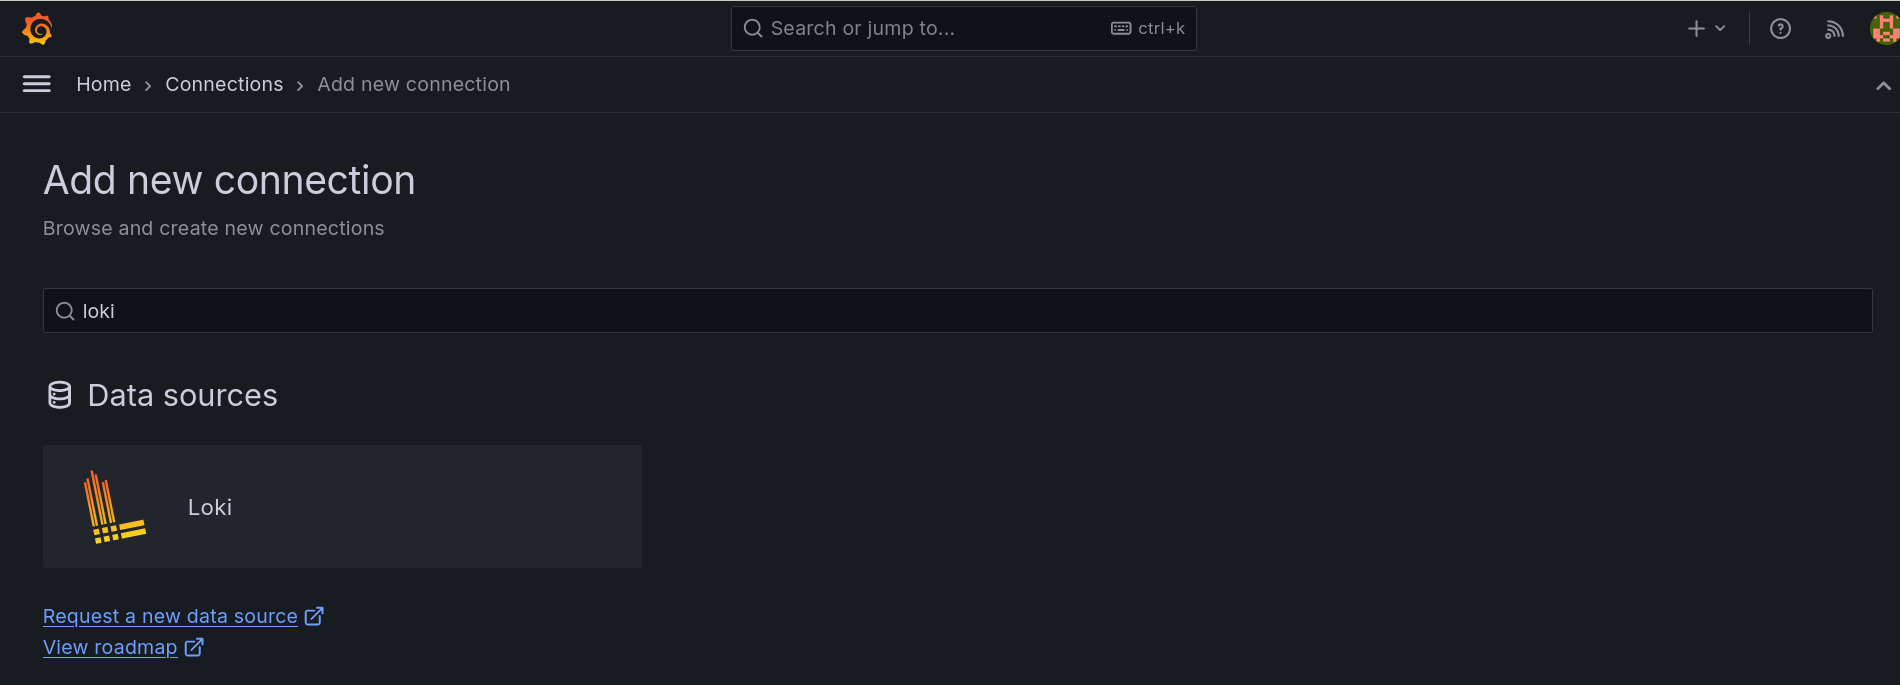 Search or jump to... ctrl+k
Home › Connections › Add new connection
Add new connection
Browse and create new connections
loki
Data sources
Loki
Request a new data source
View roadmap